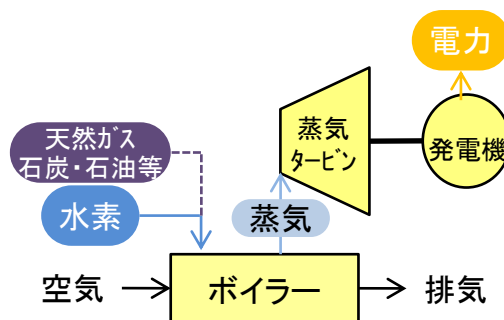 電力
蒸気
ﾀｰﾋﾞﾝ
発電機
天然ｶﾞｽ
石炭・石油等
水素
蒸気
空気
ボイラー
排気